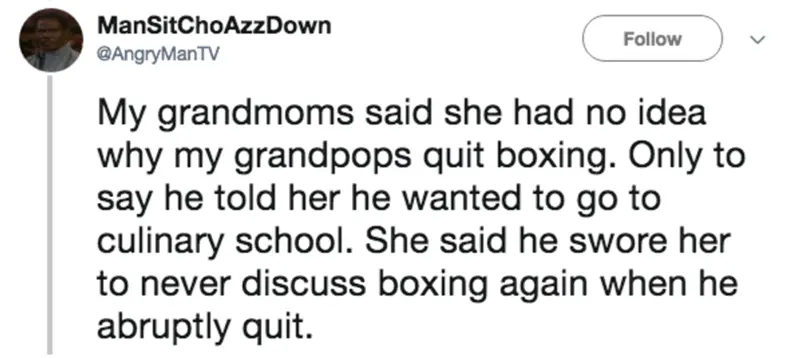 ManSitChoAzzDown
@AngryManTV
Follow
My grandmoms said she had no idea
why my grandpops quit boxing. Only to
say he told her he wanted to go to
culinary school. She said he swore her
to never discuss boxing again when he
abruptly quit.